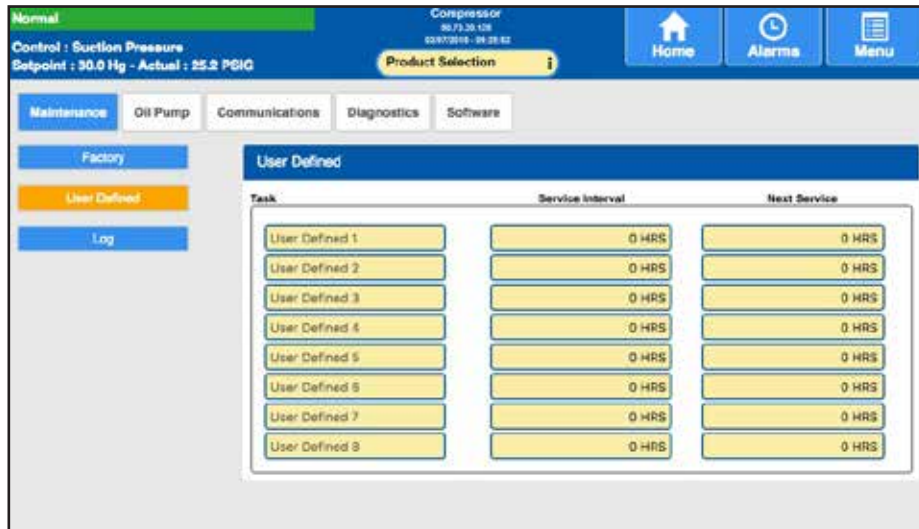 Normal
Compressor
Control : Suction Pressure
Setpoint : 30.0 Hg - Actual : 25.2 PSIG
Product Selection
i
Home
Alarms
Menu
Maintenance
Oil Pump
Communications
Diagnostics
Software
Factory
User Defined
Log
User Defined
Task
Service Interval
Next Service
User Defined 1 0 HRS 0 HRS
User Defined 2 0 HRS 0 HRS
User Defined 3 0 HRS 0 HRS
User Defined 4 0 HRS 0 HRS
User Defined 5 0 HRS 0 HRS
User Defined 6 0 HRS 0 HRS
User Defined 7 0 HRS 0 HRS
User Defined 8 0 HRS 0 HRS